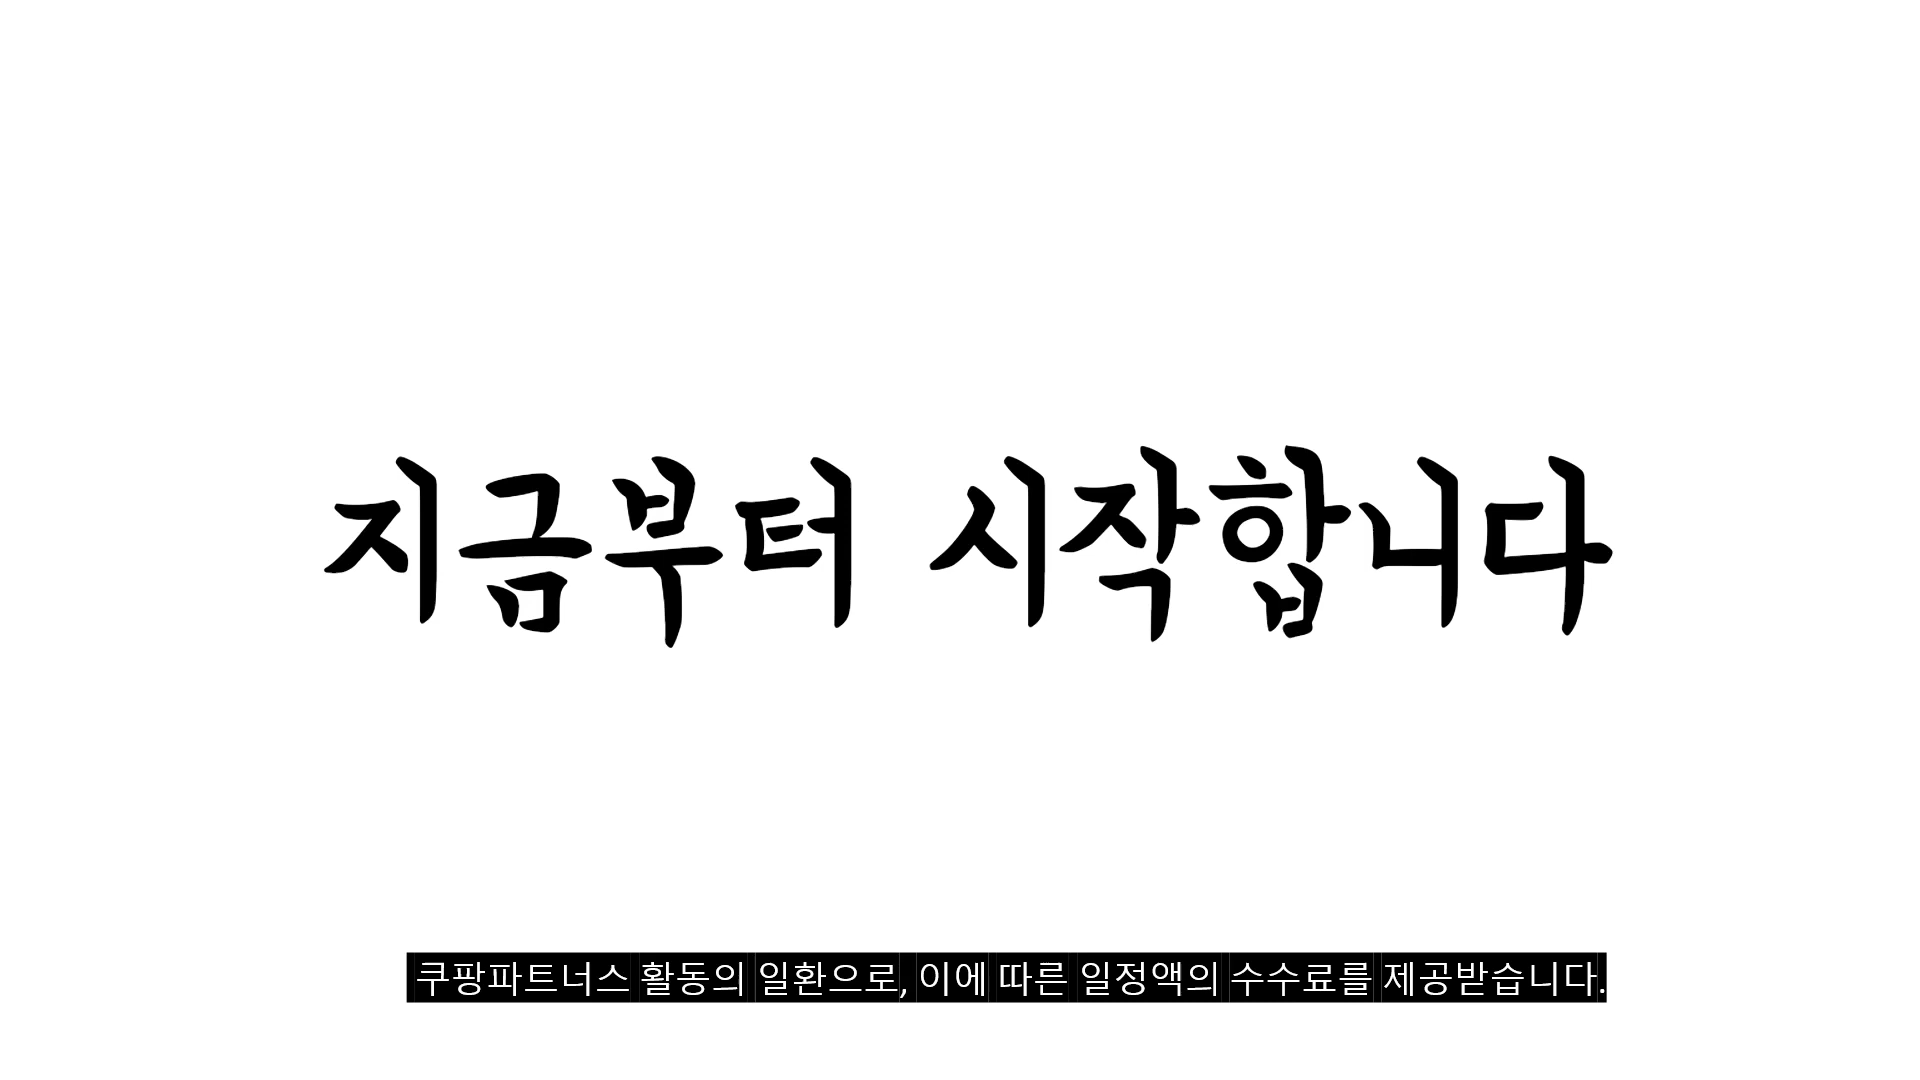 지금부터 시작합니다
쿠팡파트너스 활동의 일환으로, 이에 따른 일정액의 수수료를 제공받습니다.